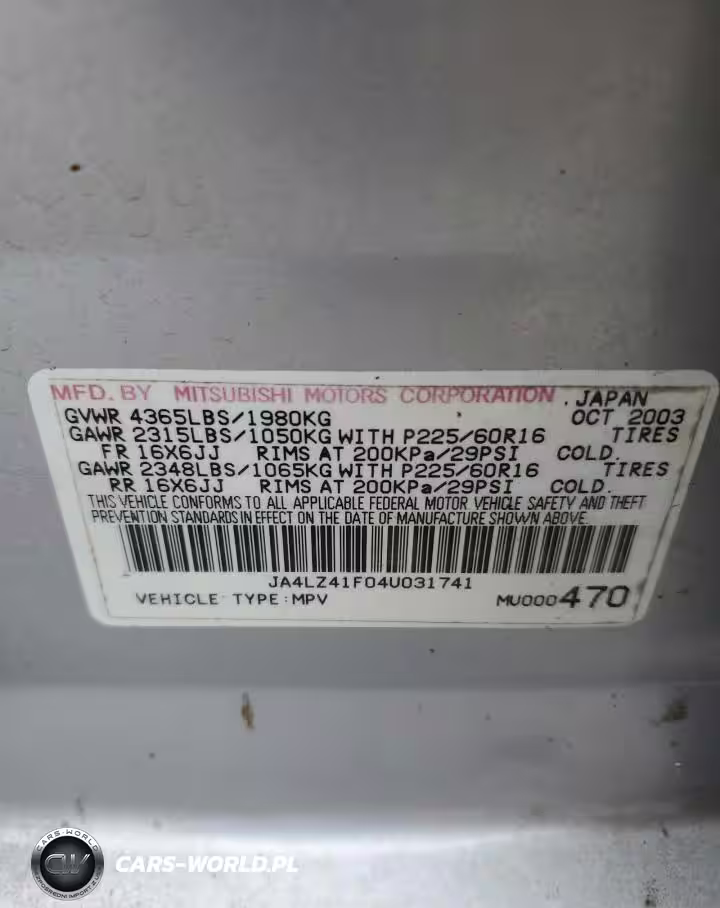 MFD. BY MITSUBISHI MOTORS CORPORATION , JAPAN
GVWR 4365LBS/1980KG OCT 2003
GAWR 2315LBS/1050KG WITH P225/60R16 TIRES
FR 16X6JJ RIMS AT 200KPa/29PSI COLD.
GAWR 2348LBS/1065KG WITH P225/60R16 TIRES
RR 16X6JJ RIMS AT 200KPa/29PSI COLD.
THIS VEHICLE CONFORMS TO ALL APPLICABLE FEDERAL MOTOR VEHICLE SAFETY AND THEFT
PREVENTION STANDARDS IN EFFECT ON THE DATE OF MANUFACTURE SHOWN ABOVE.
JA4LZ41F04U031741
VEHICLE TYPE:MPV MU000470
CARS-WORLD
CW
CARS-WORLD.PL